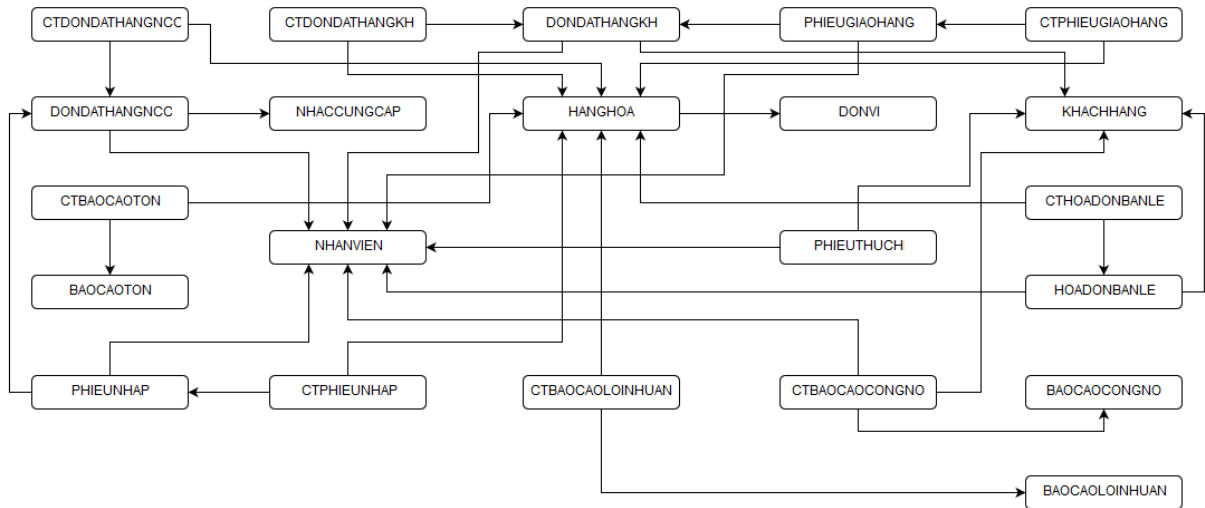 CTDONDATHANGNCC
CTDONDATHANGKH
DONDATHANGKH
PHIEUGIAOHANG
CTPHIEUGIAOHANG
DONDATHANGNCC
NHACCUNGCAP
HANGHOA
DONVI
KHACHHANG
CTBAOCAOTON
CTHOADONBANLE
NHANVIEN
PHIEUTHUCHI
BAOCAOTON
HOADONBANLE
PHIEUNHAP
CTPHIEUNHAP
CTBAOCAOLOINHUAN
CTBAOCAOCONGNO
BAOCAOCONGNO
BAOCAOLOINHUAN